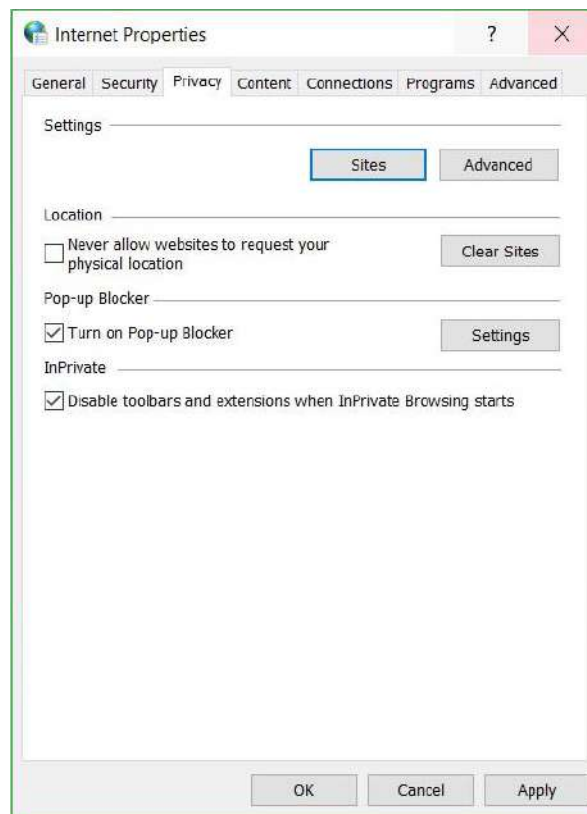 Internet Properties
?
General Security Privacy Content Connections Programs Advanced
Settings
Sites Advanced
Location
Never allow websites to request your
physical location
Clear Sites
Pop-up Blocker
Turn on Pop-up Blocker
Settings
InPrivate
Disable toolbars and extensions when InPrivate Browsing starts
OK Cancel Apply